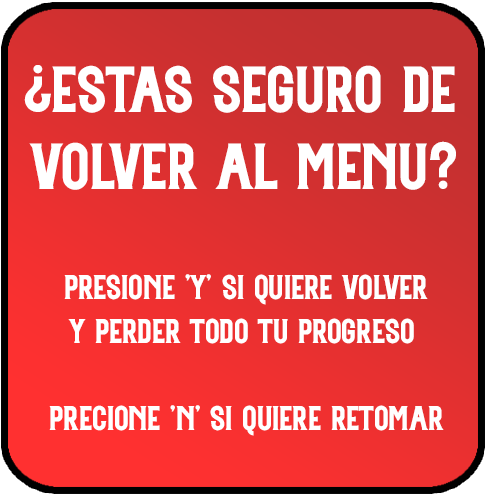 ¿ESTAS SEGURO DE
VOLVER AL MENU?
PRESIONE 'Y' SI QUIERE VOLVER
Y PERDER TODO TU PROGRESO
PRECIONE 'N' SI QUIERE RETOMAR